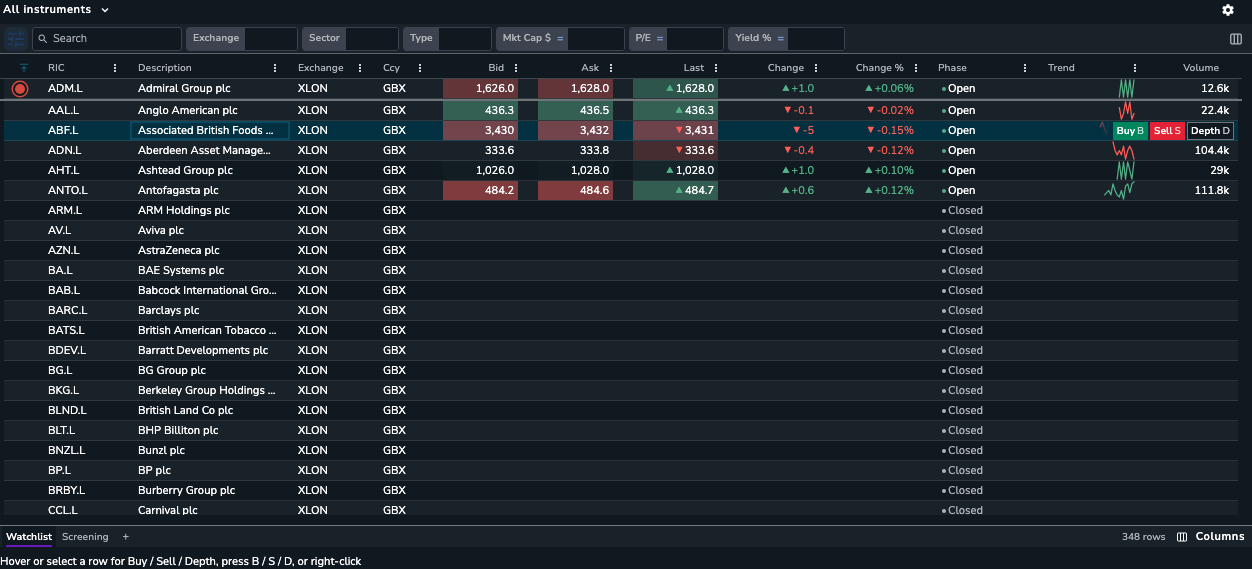 All instruments
Search Exchange Sector Type Mkt Cap $ = P/E = Yield % =
RIC Description Exchange Ccy Bid Ask Last Change Change % Phase Trend Volume
ADM.L Admiral Group plc XLON GBX 1,626.0 1,628.0 ▲1,628.0 ▲+1.0 ▲+0.06% Open 12.6k
AAL.L Anglo American plc XLON GBX 436.3 436.5 ▲436.3 ▼-0.1 ▼-0.02% Open 22.4k
ABF.L Associated British Foods ... XLON GBX 3,430 3,432 ▼3,431 ▼-5 ▼-0.15% Open Buy B Sell S Depth D
ADN.L Aberdeen Asset Manage... XLON GBX 333.6 333.8 ▼333.6 ▼-0.4 ▼-0.12% Open 104.4k
AHT.L Ashtead Group plc XLON GBX 1,026.0 1,028.0 ▲1,028.0 ▲+1.0 ▲+0.10% Open 29k
ANTO.L Antofagasta plc XLON GBX 484.2 484.6 ▲484.7 ▲+0.6 ▲+0.12% Open 111.8k
ARM.L ARM Holdings plc XLON GBX Closed
AV.L Aviva plc XLON GBX Closed
AZN.L AstraZeneca plc XLON GBX Closed
BA.L BAE Systems plc XLON GBX Closed
BAB.L Babcock International Gro... XLON GBX Closed
BARC.L Barclays plc XLON GBX Closed
BATS.L British American Tobacco ... XLON GBX Closed
BDEV.L Barratt Developments plc XLON GBX Closed
BG.L BG Group plc XLON GBX Closed
BKG.L Berkeley Group Holdings ... XLON GBX Closed
BLND.L British Land Co plc XLON GBX Closed
BLT.L BHP Billiton plc XLON GBX Closed
BNZL.L Bunzl plc XLON GBX Closed
BP.L BP plc XLON GBX Closed
BRBY.L Burberry Group plc XLON GBX Closed
CCL.L Carnival plc XLON GBX Closed
Watchlist Screening + 348 rows Columns
Hover or select a row for Buy / Sell / Depth, press B / S / D, or right-click